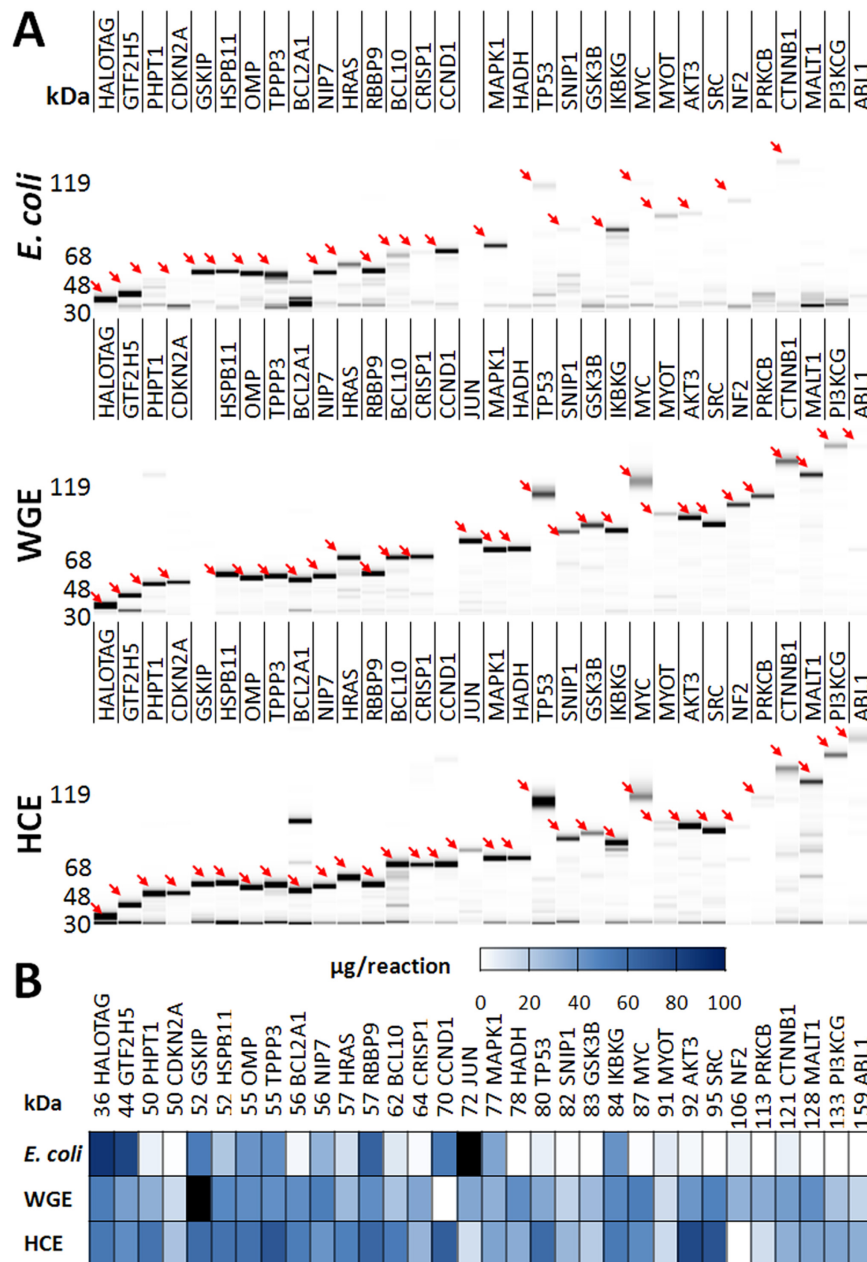 A
HALOTAG GTF2H5 PHPT1 CDKN2A GSKIP HSPB11 OMP TPPP3 BCL2A1 NIP7 HRAS RBBP9 BCL10 CRISP1 CCND1 MAPK1 HADH TP53 SNIP1 GSK3B IKBKG MYC MYOT AKT3 SRC NF2 PRKCB CTNNB1 MALT1 PI3KCG ABL1
kDa
E. coli
119
68
48
30
HALOTAG GTF2H5 PHPT1 CDKN2A HSPB11 OMP TPPP3 BCL2A1 NIP7 HRAS RBBP9 BCL10 CRISP1 CCND1 JUN MAPK1 HADH TP53 SNIP1 GSK3B IKBKG MYC MYOT AKT3 SRC NF2 PRKCB CTNNB1 MALT1 PI3KCG ABL1
WGE
119
68
48
30
HALOTAG GTF2H5 PHPT1 CDKN2A GSKIP HSPB11 OMP TPPP3 BCL2A1 NIP7 HRAS RBBP9 BCL10 CRISP1 CCND1 JUN MAPK1 HADH TP53 SNIP1 GSK3B IKBKG MYC MYOT AKT3 SRC NF2 PRKCB CTNNB1 MALT1 PI3KCG ABL1
HCE
119
68
48
30
B
µg/reaction
0 20 40 60 80 100
kDa
36 HALOTAG
44 GTF2H5
50 PHPT1
50 CDKN2A
52 GSKIP
52 HSPB11
55 OMP
55 TPPP3
56 BCL2A1
56 NIP7
57 HRAS
57 RBBP9
62 BCL10
64 CRISP1
70 CCND1
72 JUN
77 MAPK1
78 HADH
80 TP53
82 SNIP1
83 GSK3B
84 IKBKG
87 MYC
91 MYOT
92 AKT3
95 SRC
106 NF2
113 PRKCB
121 CTNNB1
128 MALT1
133 PI3KCG
159 ABL1
E. coli
WGE
HCE